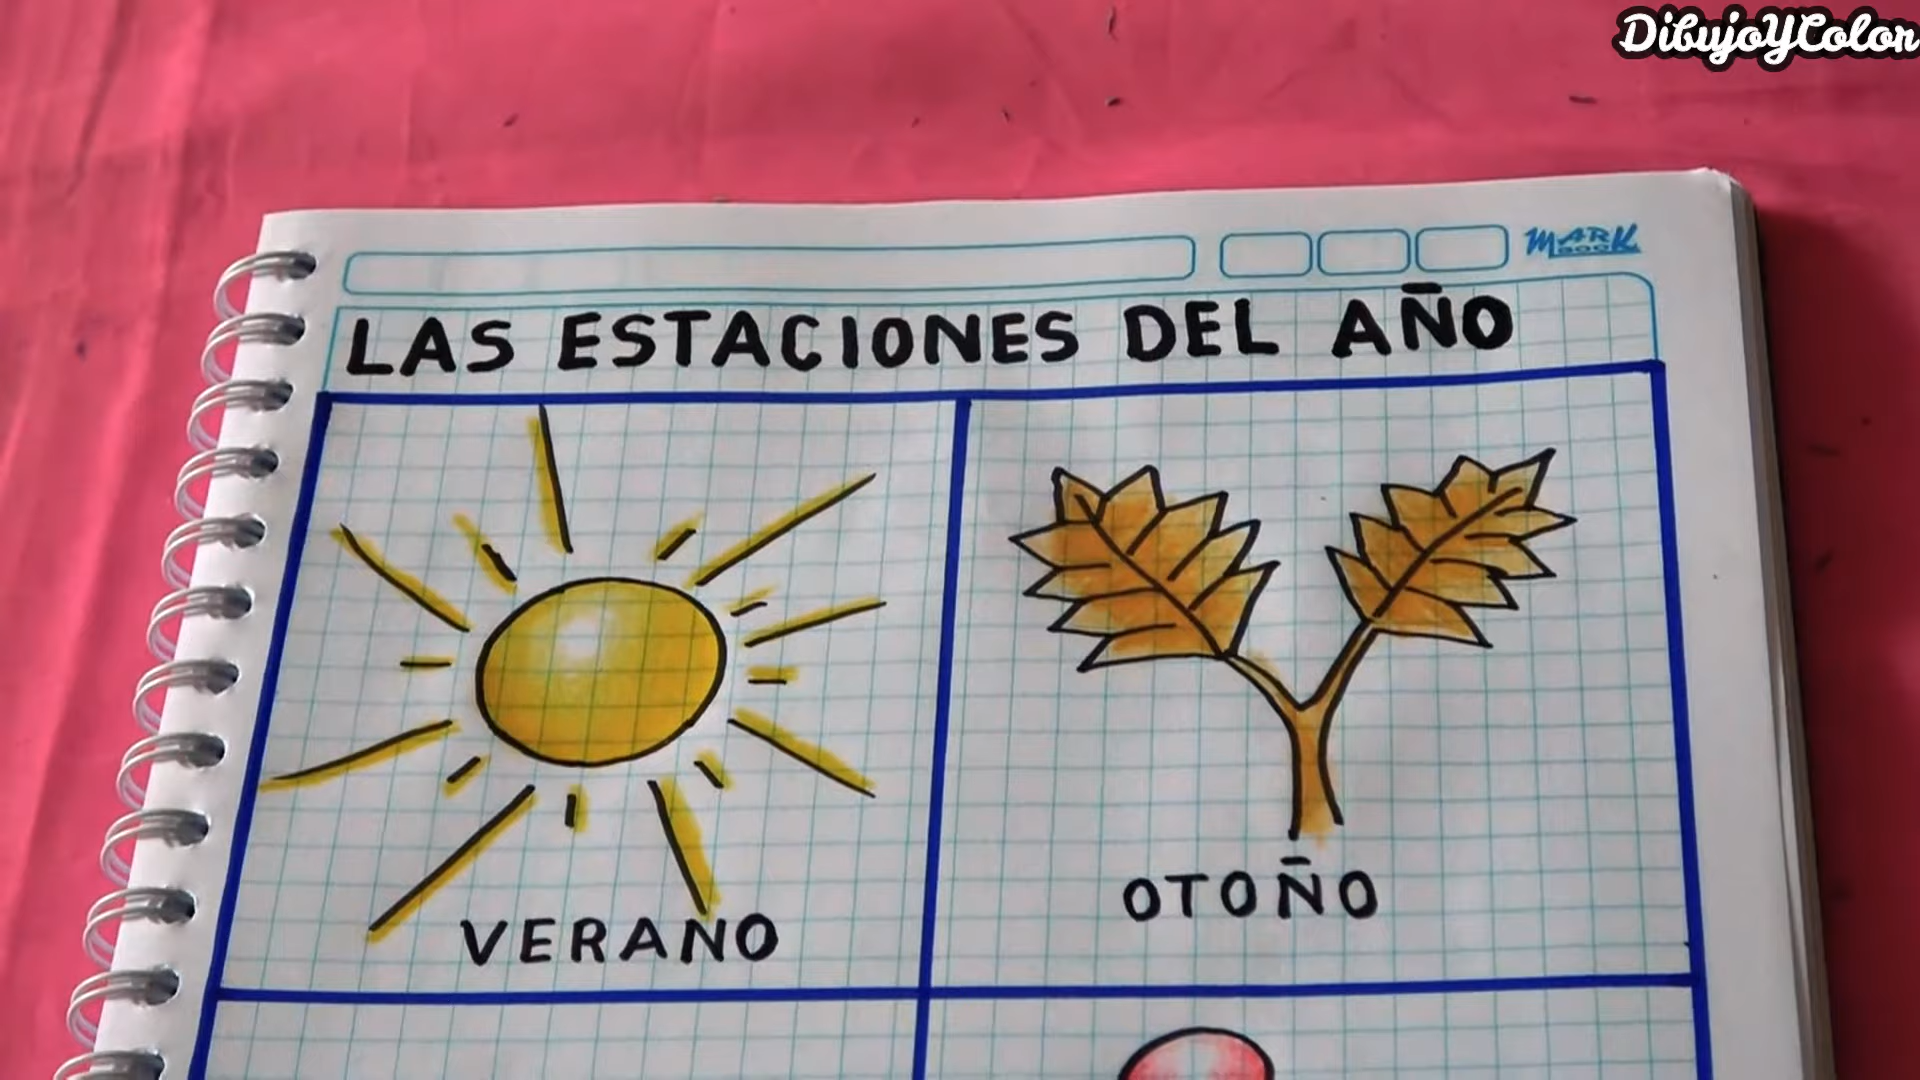 DibujoYColor
MARK
BOOK
LAS ESTACIONES DEL AÑO
VERANO
OTOÑO